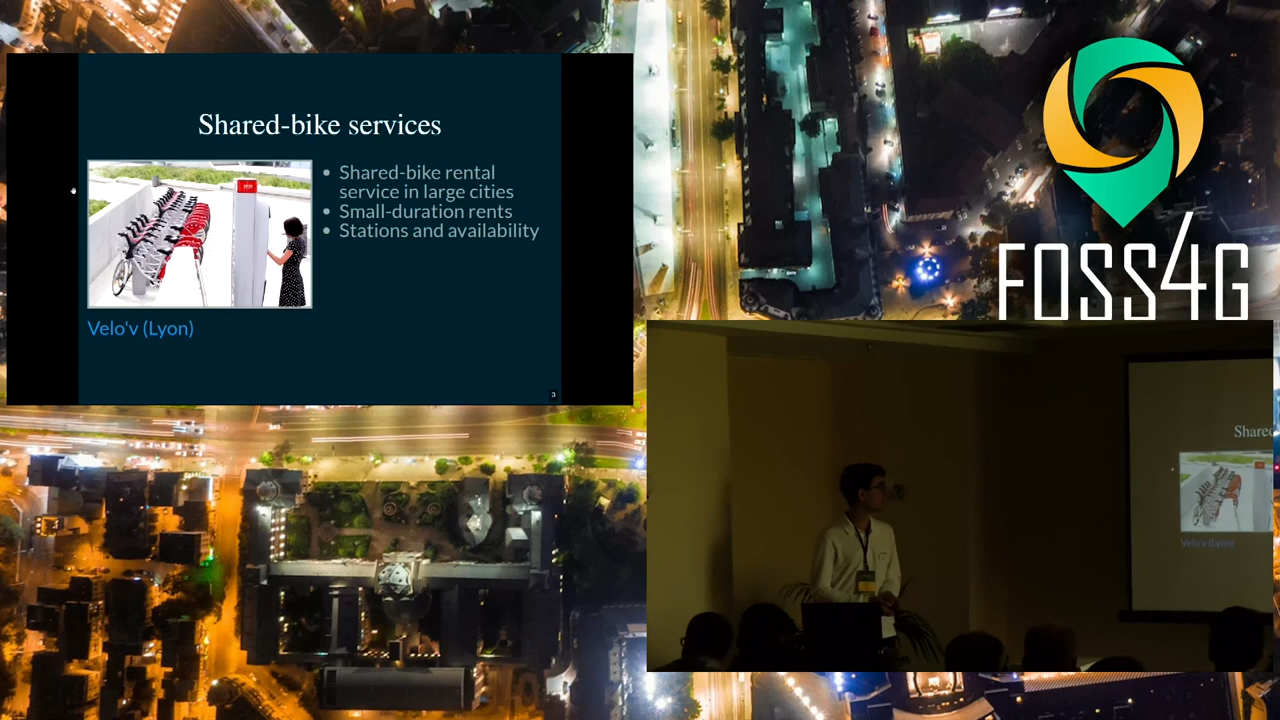 Shared-bike services
Shared-bike rental
service in large cities
Small-duration rents
Stations and availability
Velo'v (Lyon)
3
FOSS4G
Shared
Velo'v (Lyon)